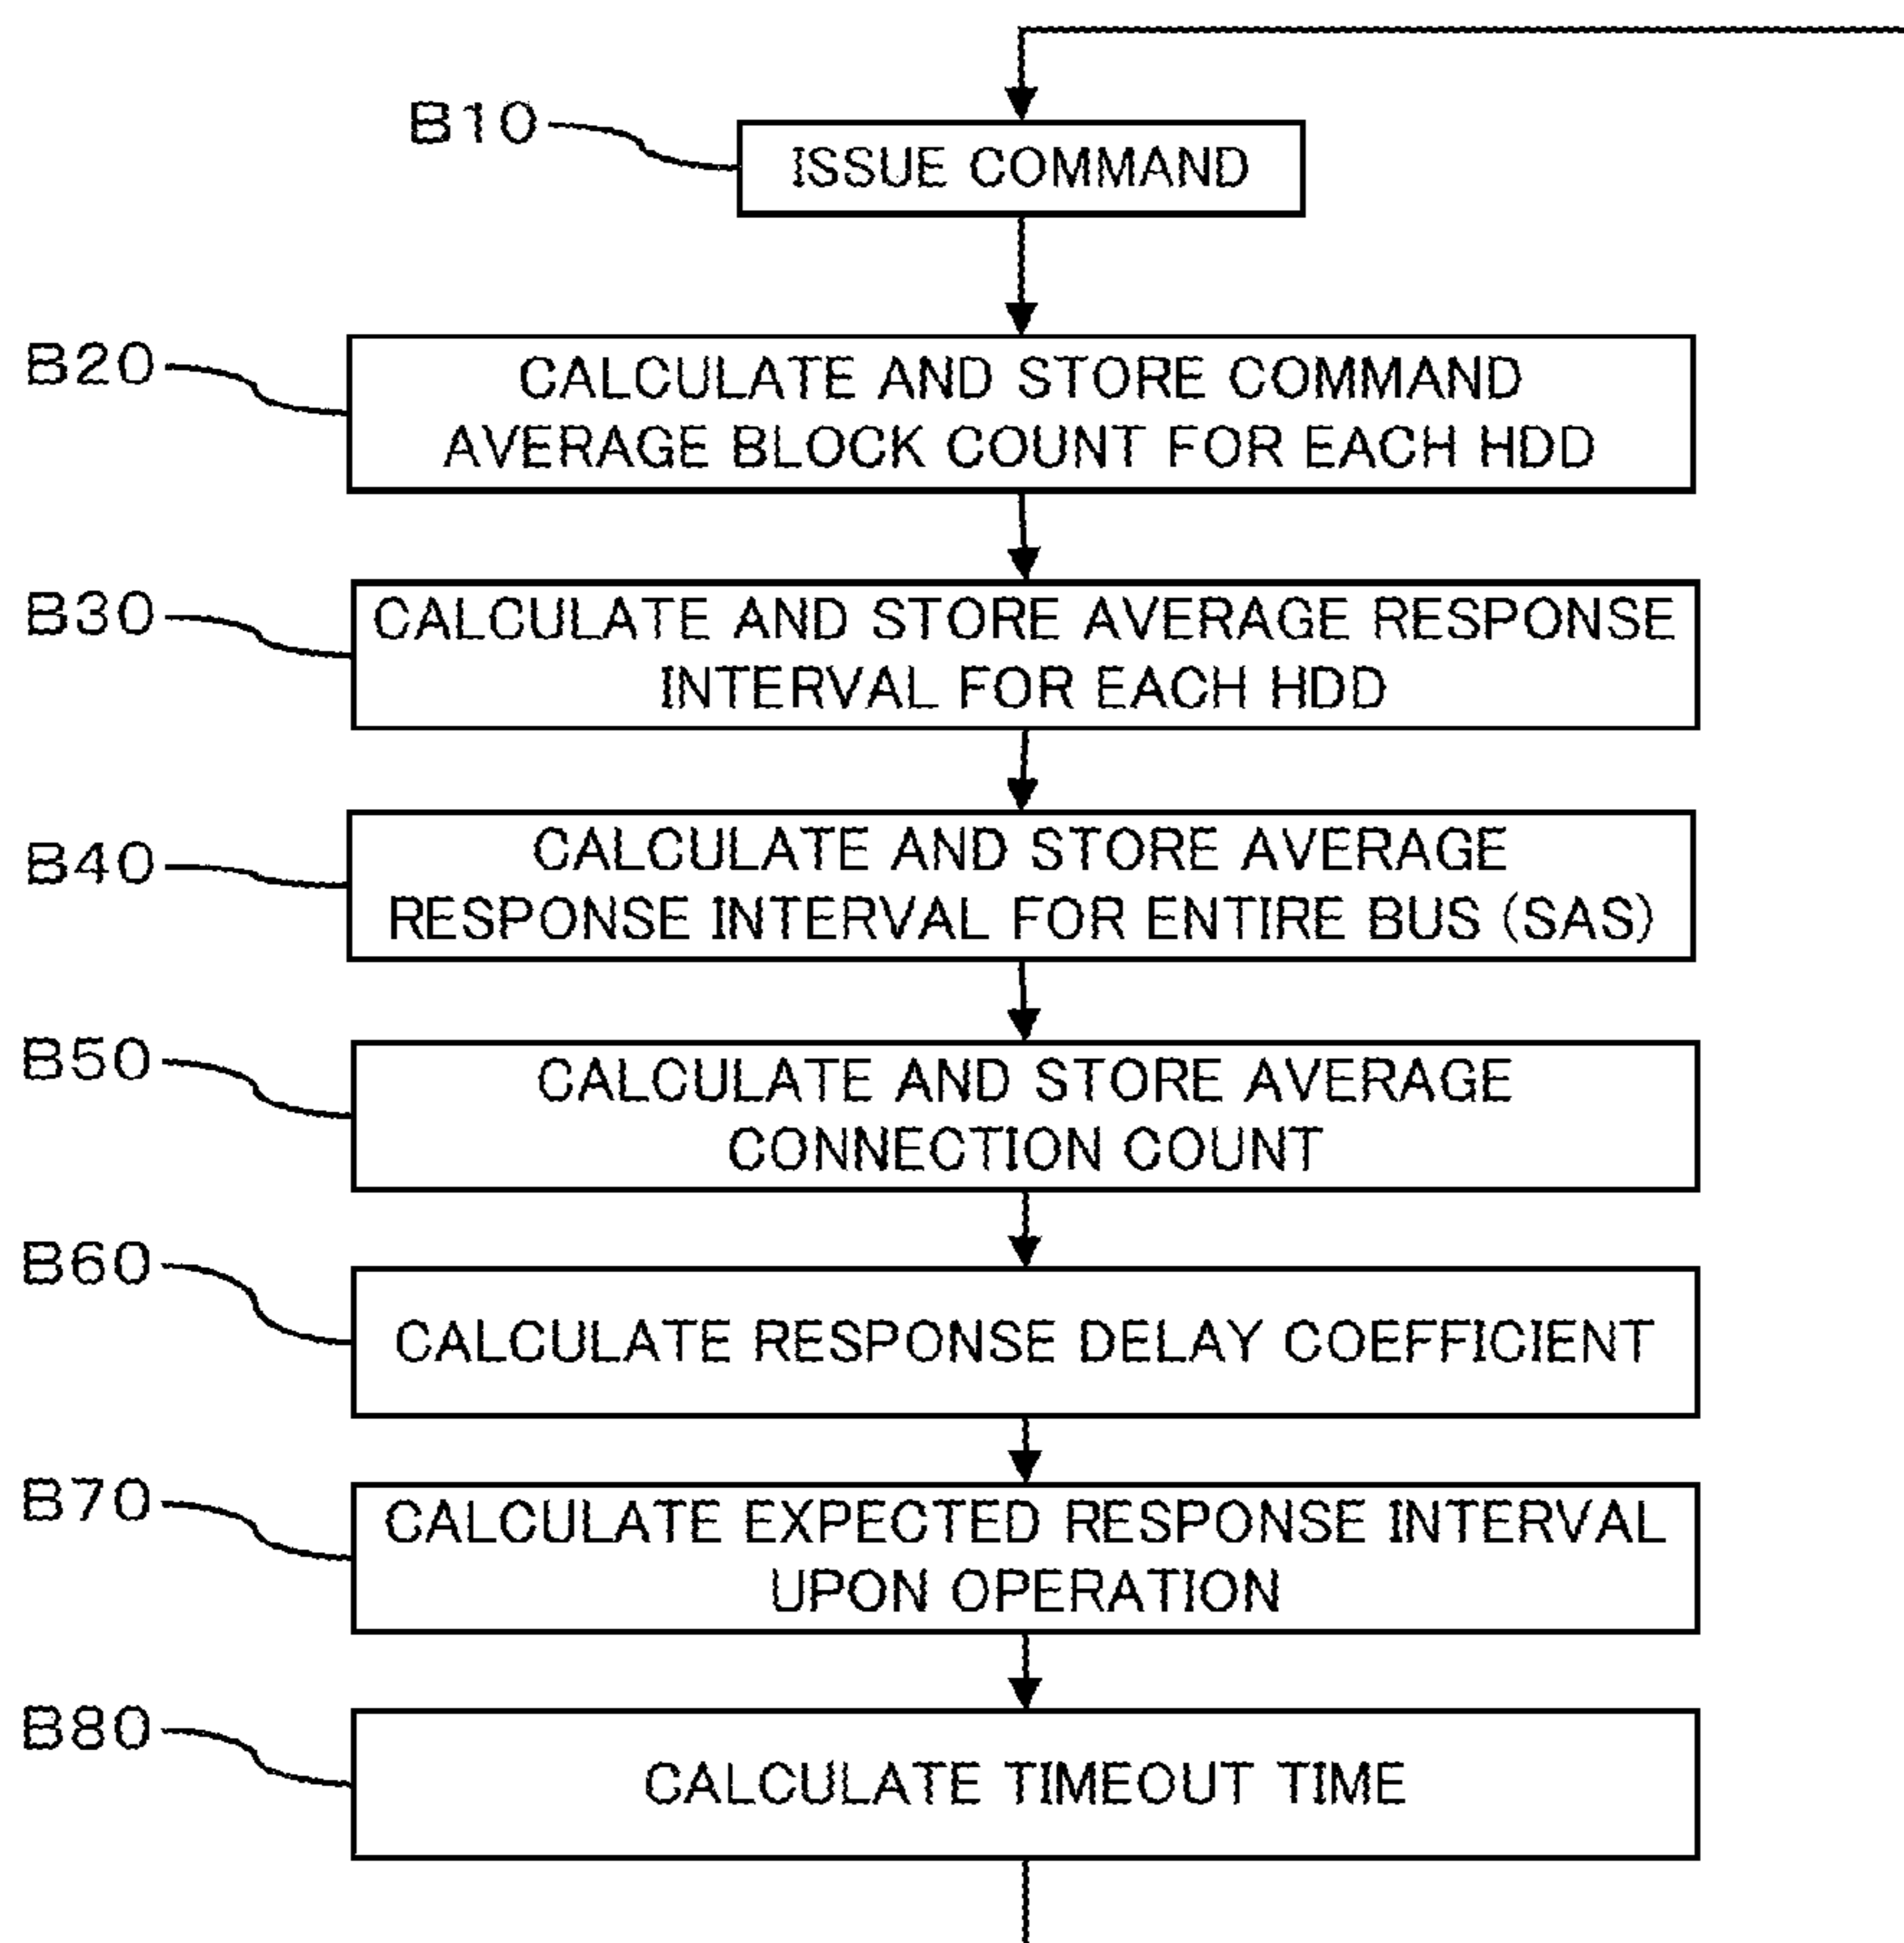 B10
ISSUE COMMAND
B20
CALCULATE AND STORE COMMAND
AVERAGE BLOCK COUNT FOR EACH HDD
B30
CALCULATE AND STORE AVERAGE RESPONSE
INTERVAL FOR EACH HDD
B40
CALCULATE AND STORE AVERAGE
RESPONSE INTERVAL FOR ENTIRE BUS (SAS)
B50
CALCULATE AND STORE AVERAGE
CONNECTION COUNT
B60
CALCULATE RESPONSE DELAY COEFFICIENT
B70
CALCULATE EXPECTED RESPONSE INTERVAL
UPON OPERATION
B80
CALCULATE TIMEOUT TIME